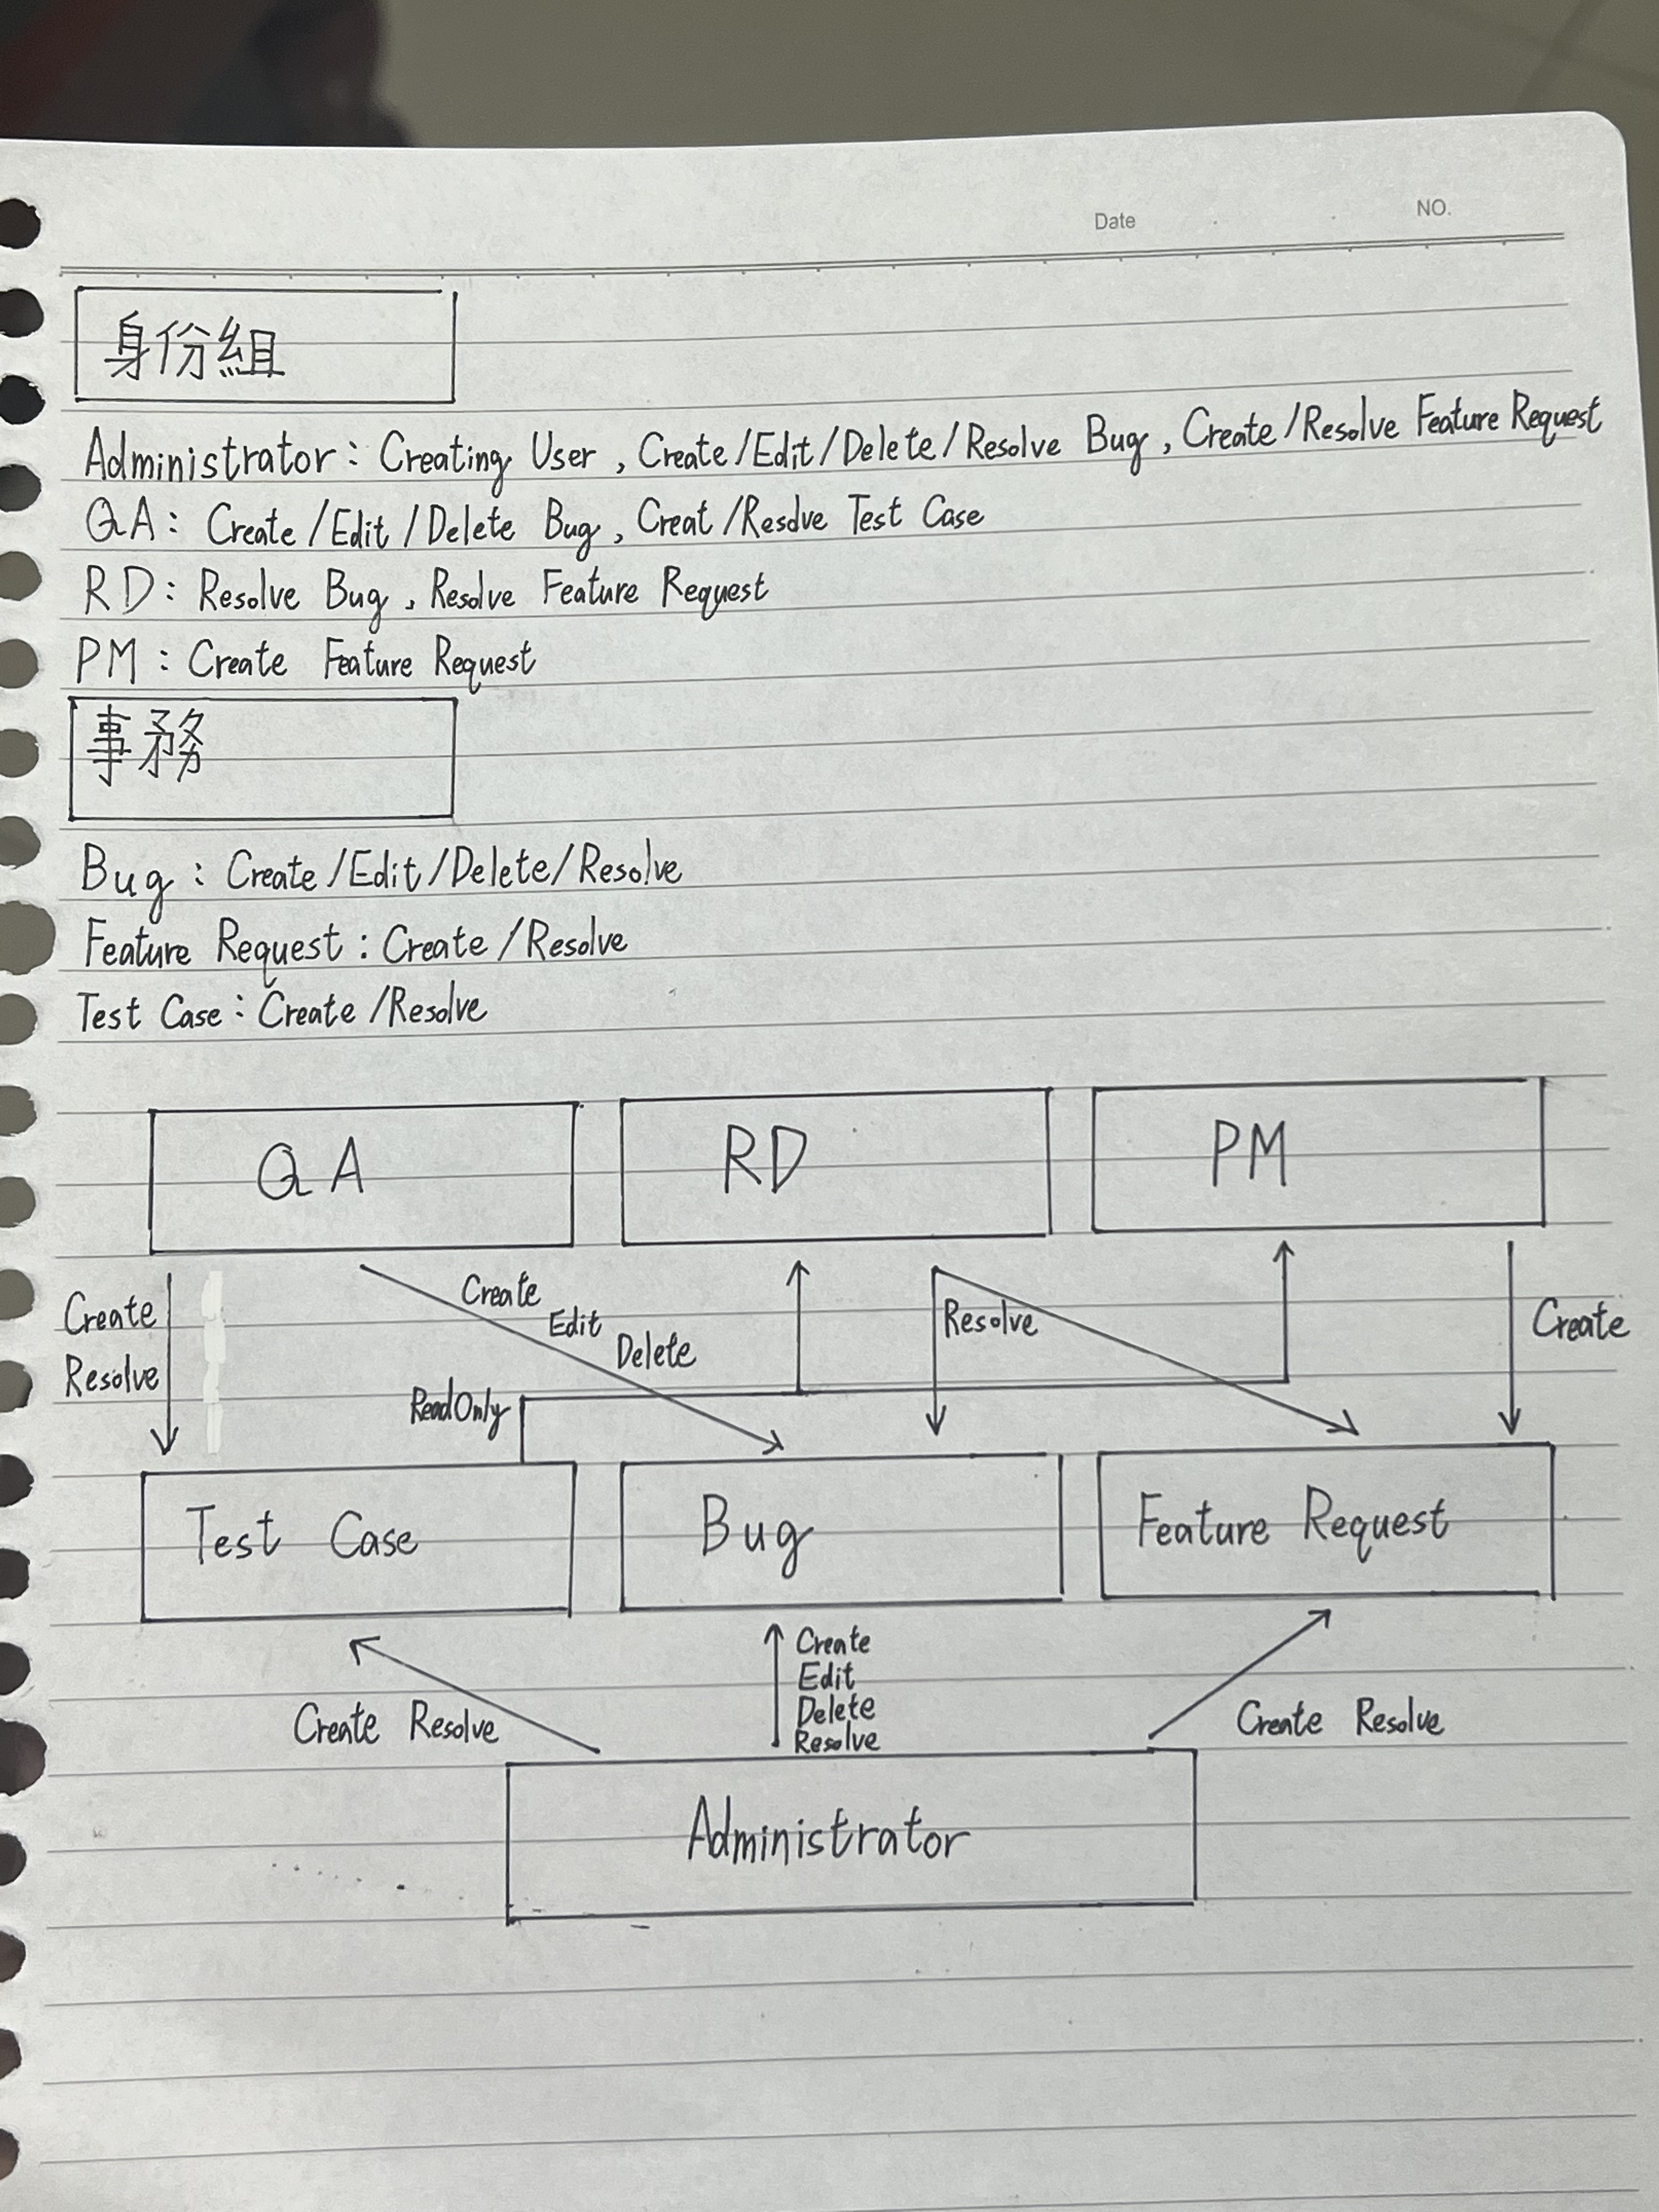 Date NO.
身份組
Administrator : Creating User , Create/Edit/Delete/Resolve Bug , Create/Resolve Feature Request
QA : Create/Edit/Delete Bug , Creat/Resolve Test Case
RD : Resolve Bug , Resolve Feature Request
PM : Create Feature Request
事務
Bug : Create/Edit/Delete/Resolve
Feature Request : Create/Resolve
Test Case : Create/Resolve
QA RD PM
Create
Resolve
Create
Edit
Delete
ReadOnly
Resolve
Create
Test Case Bug Feature Request
Create Resolve
Create
Edit
Delete
Resolve
Create Resolve
Administrator